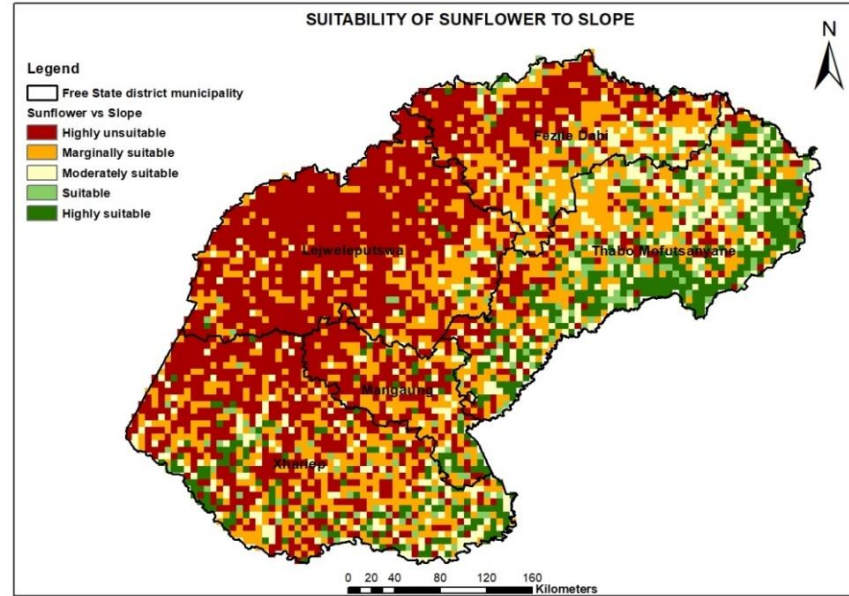 SUITABILITY OF SUNFLOWER TO SLOPE
N
Legend
Free State district municipality
Sunflower vs Slope
Highly unsuitable
Marginally suitable
Moderately suitable
Suitable
Highly suitable
Fezile Dabi
Lejweleputswa
Thabo Mofutsanyane
Mangaung
Xhariep
0 20 40 80 120 160
Kilometers